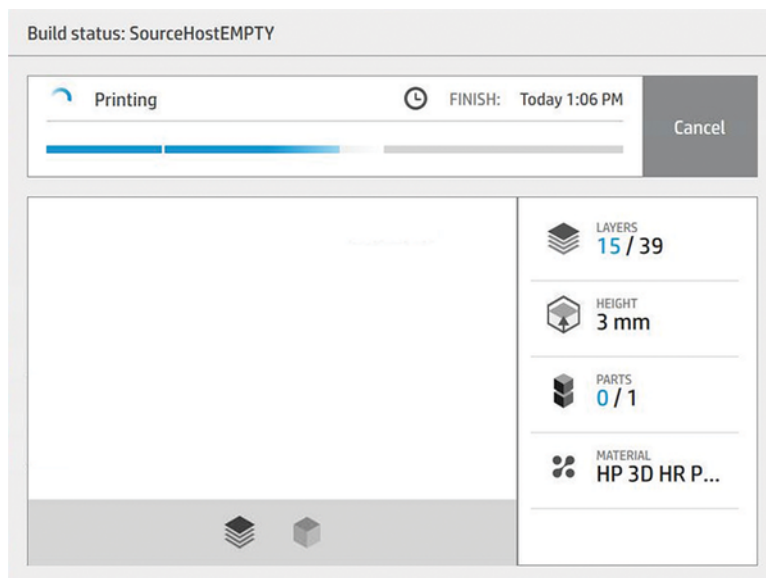 Build status: SourceHostEMPTY
Printing FINISH: Today 1:06 PM
Cancel
LAYERS
15 / 39
HEIGHT
3 mm
PARTS
0 / 1
MATERIAL
HP 3D HR P...